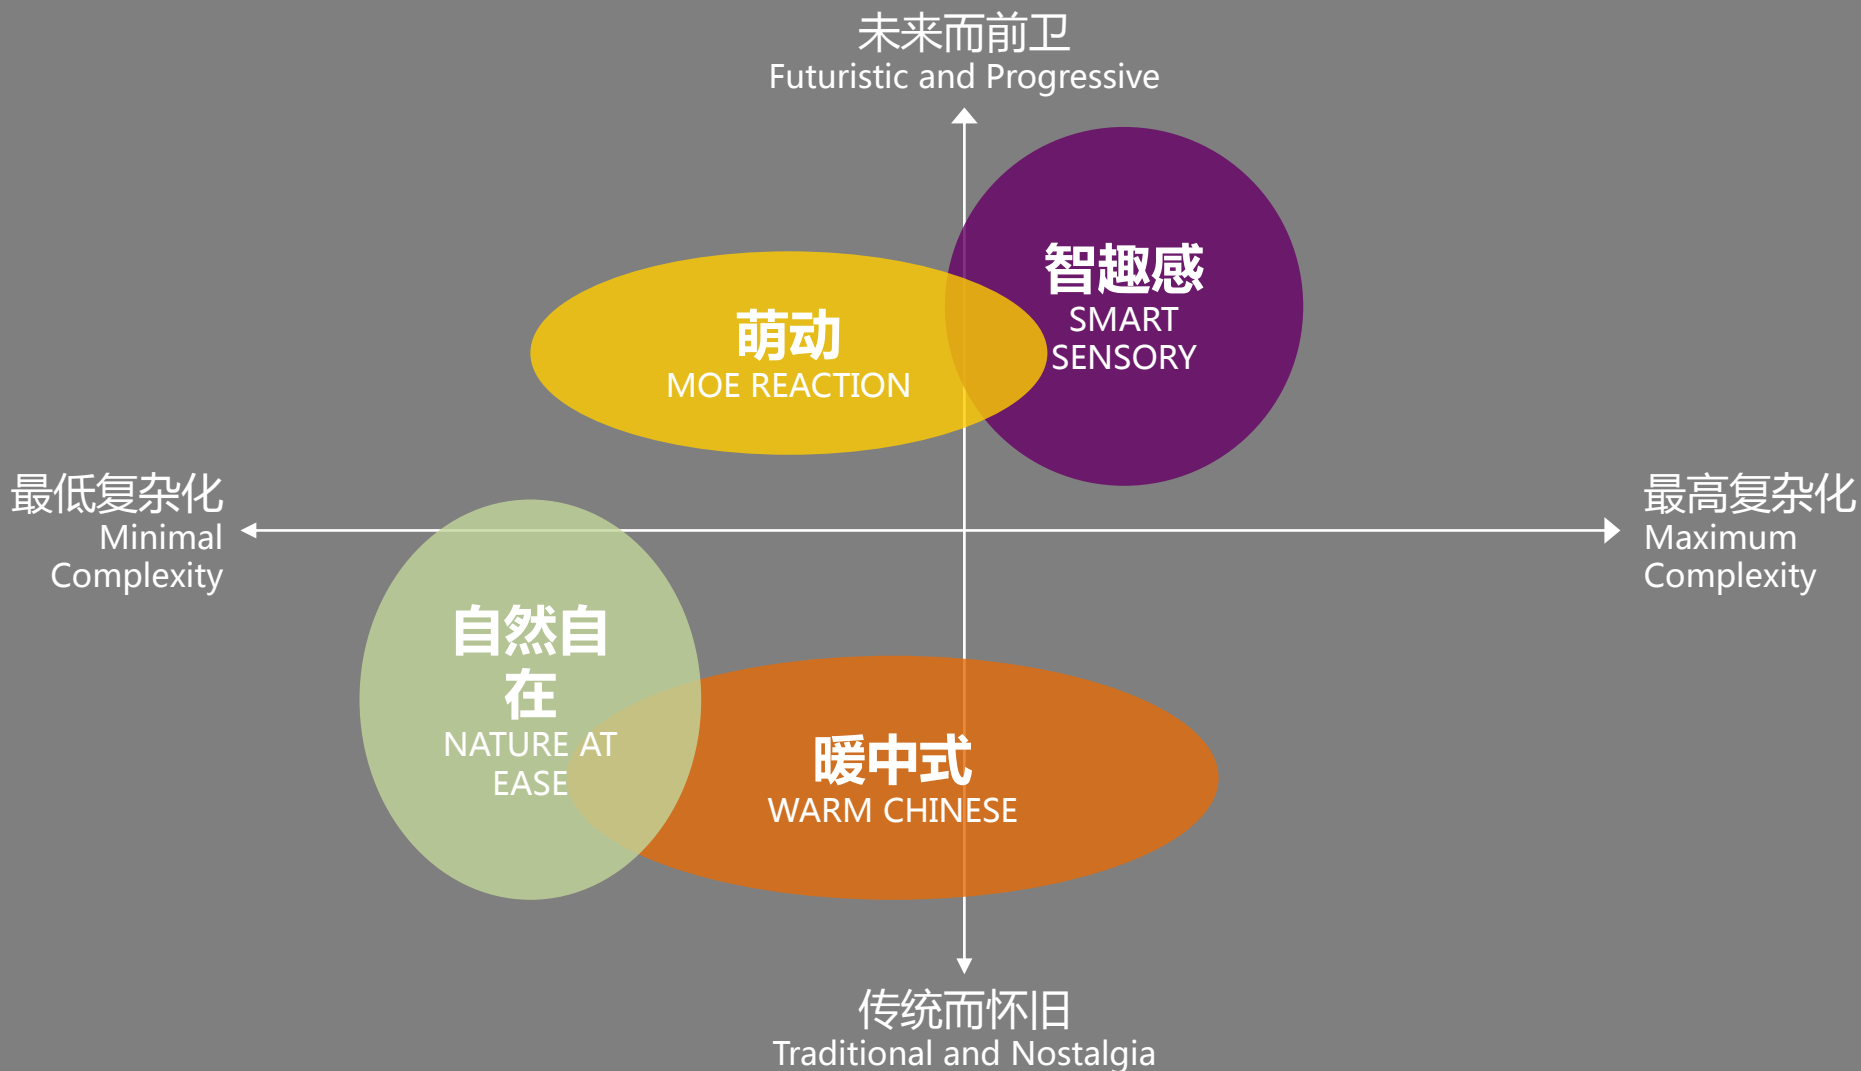 未来而前卫
Futuristic and Progressive
智趣感
SMART
SENSORY
萌动
MOE REACTION
最低复杂化
Minimal
Complexity
最高复杂化
Maximum
Complexity
自然自
在
NATURE AT
EASE
暖中式
WARM CHINESE
传统而怀旧
Traditional and Nostalgia